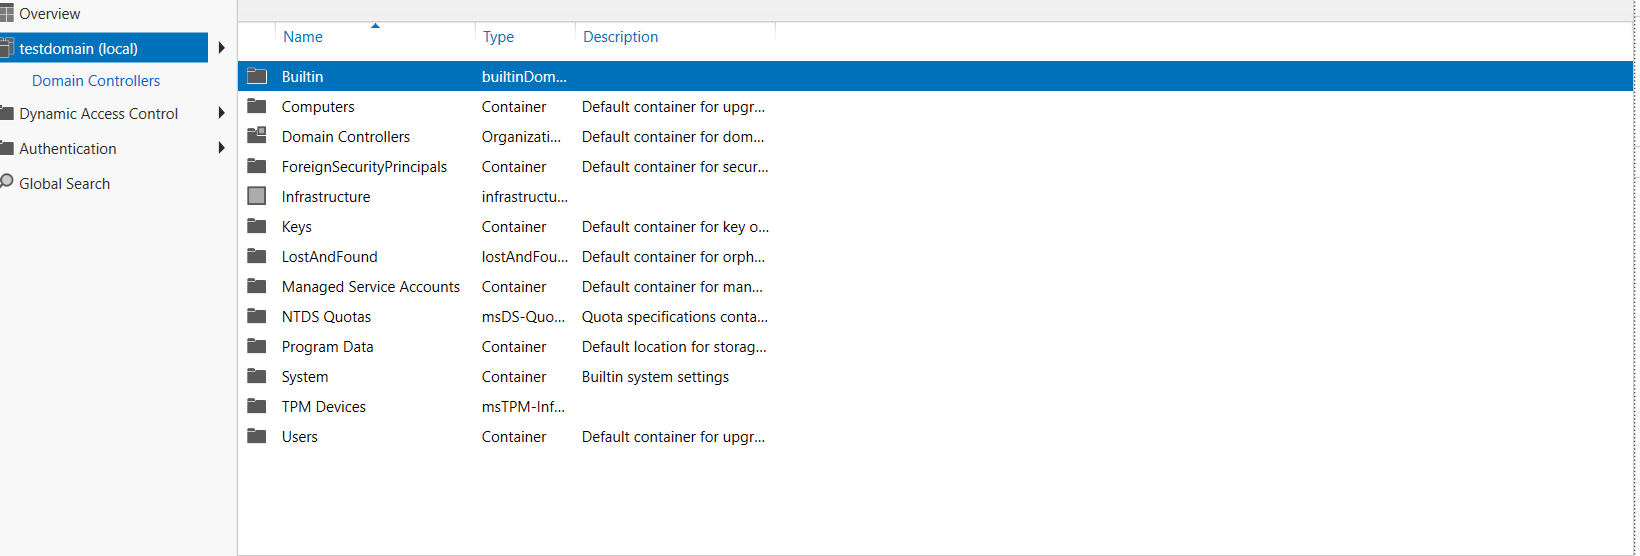 Overview
testdomain (local)
Domain Controllers
Dynamic Access Control
Authentication
Global Search
Name Type Description
Builtin builtinDom...
Computers Container Default container for upgr...
Domain Controllers Organizati... Default container for dom...
ForeignSecurityPrincipals Container Default container for secur...
Infrastructure infrastructu...
Keys Container Default container for key o...
LostAndFound lostAndFou... Default container for orph...
Managed Service Accounts Container Default container for man...
NTDS Quotas msDS-Quo... Quota specifications conta...
Program Data Container Default location for storag...
System Container Builtin system settings
TPM Devices msTPM-Inf...
Users Container Default container for upgr...